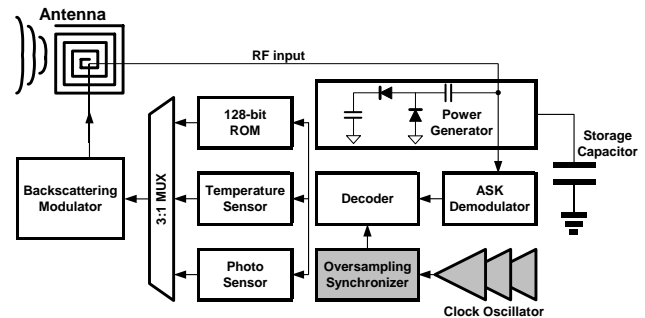 Antenna
RF input
128-bit
ROM
Power
Generator
Storage
Capacitor
Backscattering
Modulator
3:1 MUX
Temperature
Sensor
Decoder
ASK
Demodulator
Photo
Sensor
Oversampling
Synchronizer
Clock Oscillator